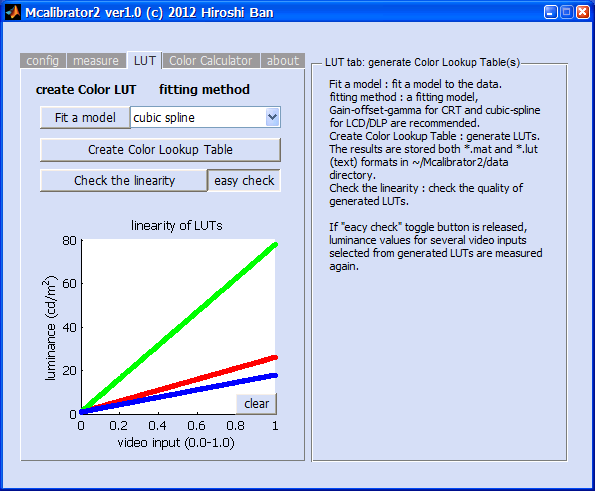 Mcalibrator2 ver1.0 (c) 2012 Hiroshi Ban
config measure LUT Color Calculator about
create Color LUT fitting method
Fit a model cubic spline
Create Color Lookup Table
Check the linearity easy check
linearity of LUTs
80
60
40
20
0
luminance (cd/m²)
0 0.2 0.4 0.6 0.8 1
video input (0.0-1.0)
clear
LUT tab: generate Color Lookup Table(s)
Fit a model : fit a model to the data.
fitting method : a fitting model,
Gain-offset-gamma for CRT and cubic-spline
for LCD/DLP are recommended.
Create Color Lookup Table : generate LUTs.
The results are stored both *.mat and *.lut
(text) formats in ~/Mcalibrator2/data
directory.
Check the linearity : check the quality of
generated LUTs.
If "eacy check" toggle button is released,
luminance values for several video inputs
selected from generated LUTs are measured
again.